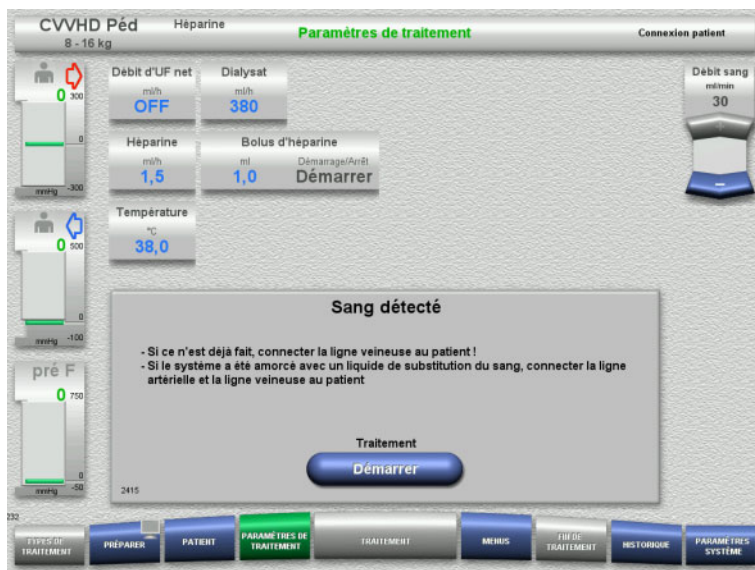 CVVHD Péd
Héparine
Paramètres de traitement
Connexion patient
8 - 16 kg
0
300
0
mmHg
-300
Débit d'UF net
ml/h
OFF
Dialysat
ml/h
380
Débit sang
ml/min
30
+
-
Héparine
ml/h
1,5
Bolus d'héparine
ml
Démarrage/Arrêt
1,0
Démarrer
Température
°C
38,0
0
500
0
mmHg
-100
pré F
0
750
0
mmHg
-50
Sang détecté
- Si ce n'est déjà fait, connecter la ligne veineuse au patient !
- Si le système a été amorcé avec un liquide de substitution du sang, connecter la ligne
artérielle et la ligne veineuse au patient
Traitement
Démarrer
2415
232
TYPES DE
TRAITEMENT
PRÉPARER
PATIENT
PARAMÈTRES DE
TRAITEMENT
TRAITEMENT
MENUS
FIN DE
TRAITEMENT
HISTORIQUE
PARAMÈTRES
SYSTÈME